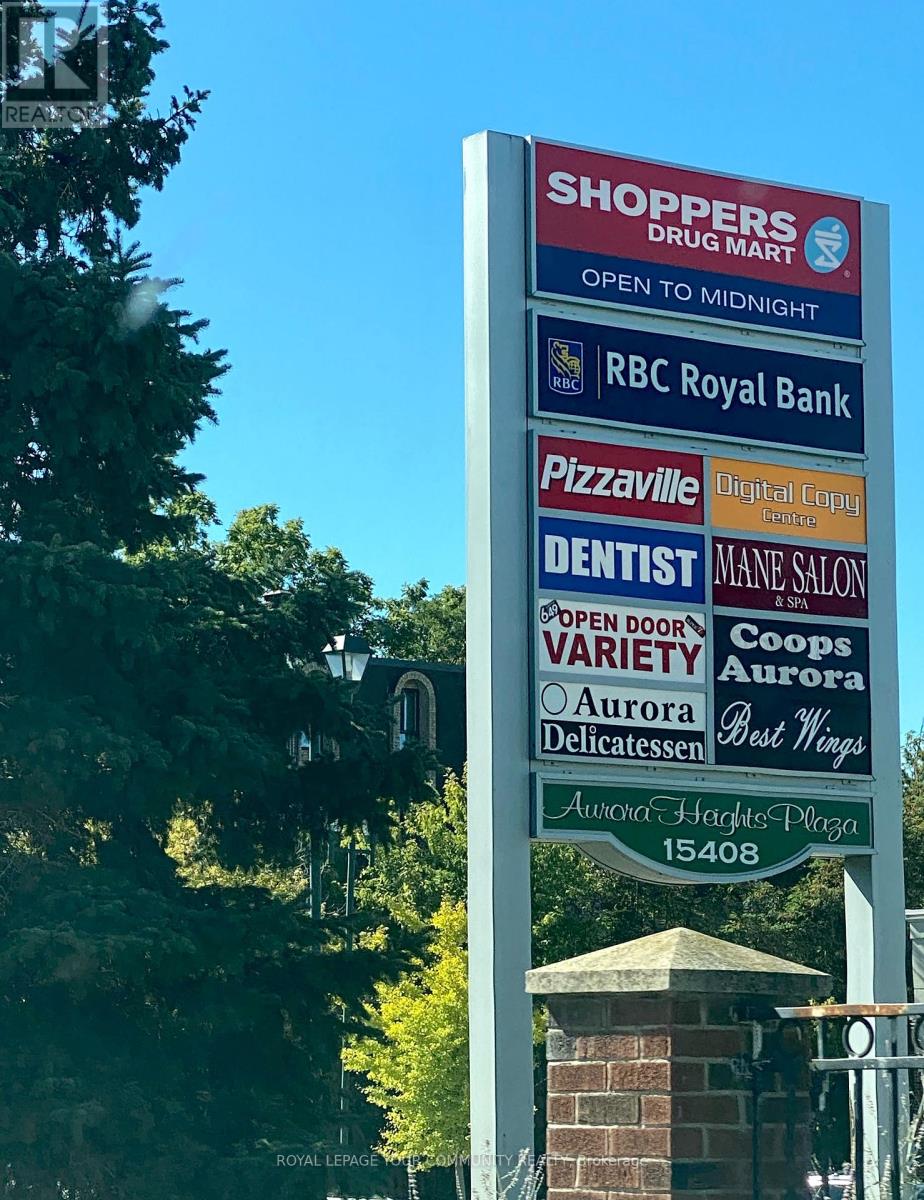 REALTOR
SHOPPERS
DRUG MART
®
OPEN TO MIDNIGHT
RBC
RBC Royal Bank
Pizzaville
Digital Copy
Centre
DENTIST
MANE SALON
& SPA
649
OPEN DOOR
VARIETY
Coops
Aurora
Best Wings
Aurora
Delicatessen
Aurora Heights Plaza
15408
ROYAL LEPAGE YOUR COMMUNITY REALTY, Brokerage